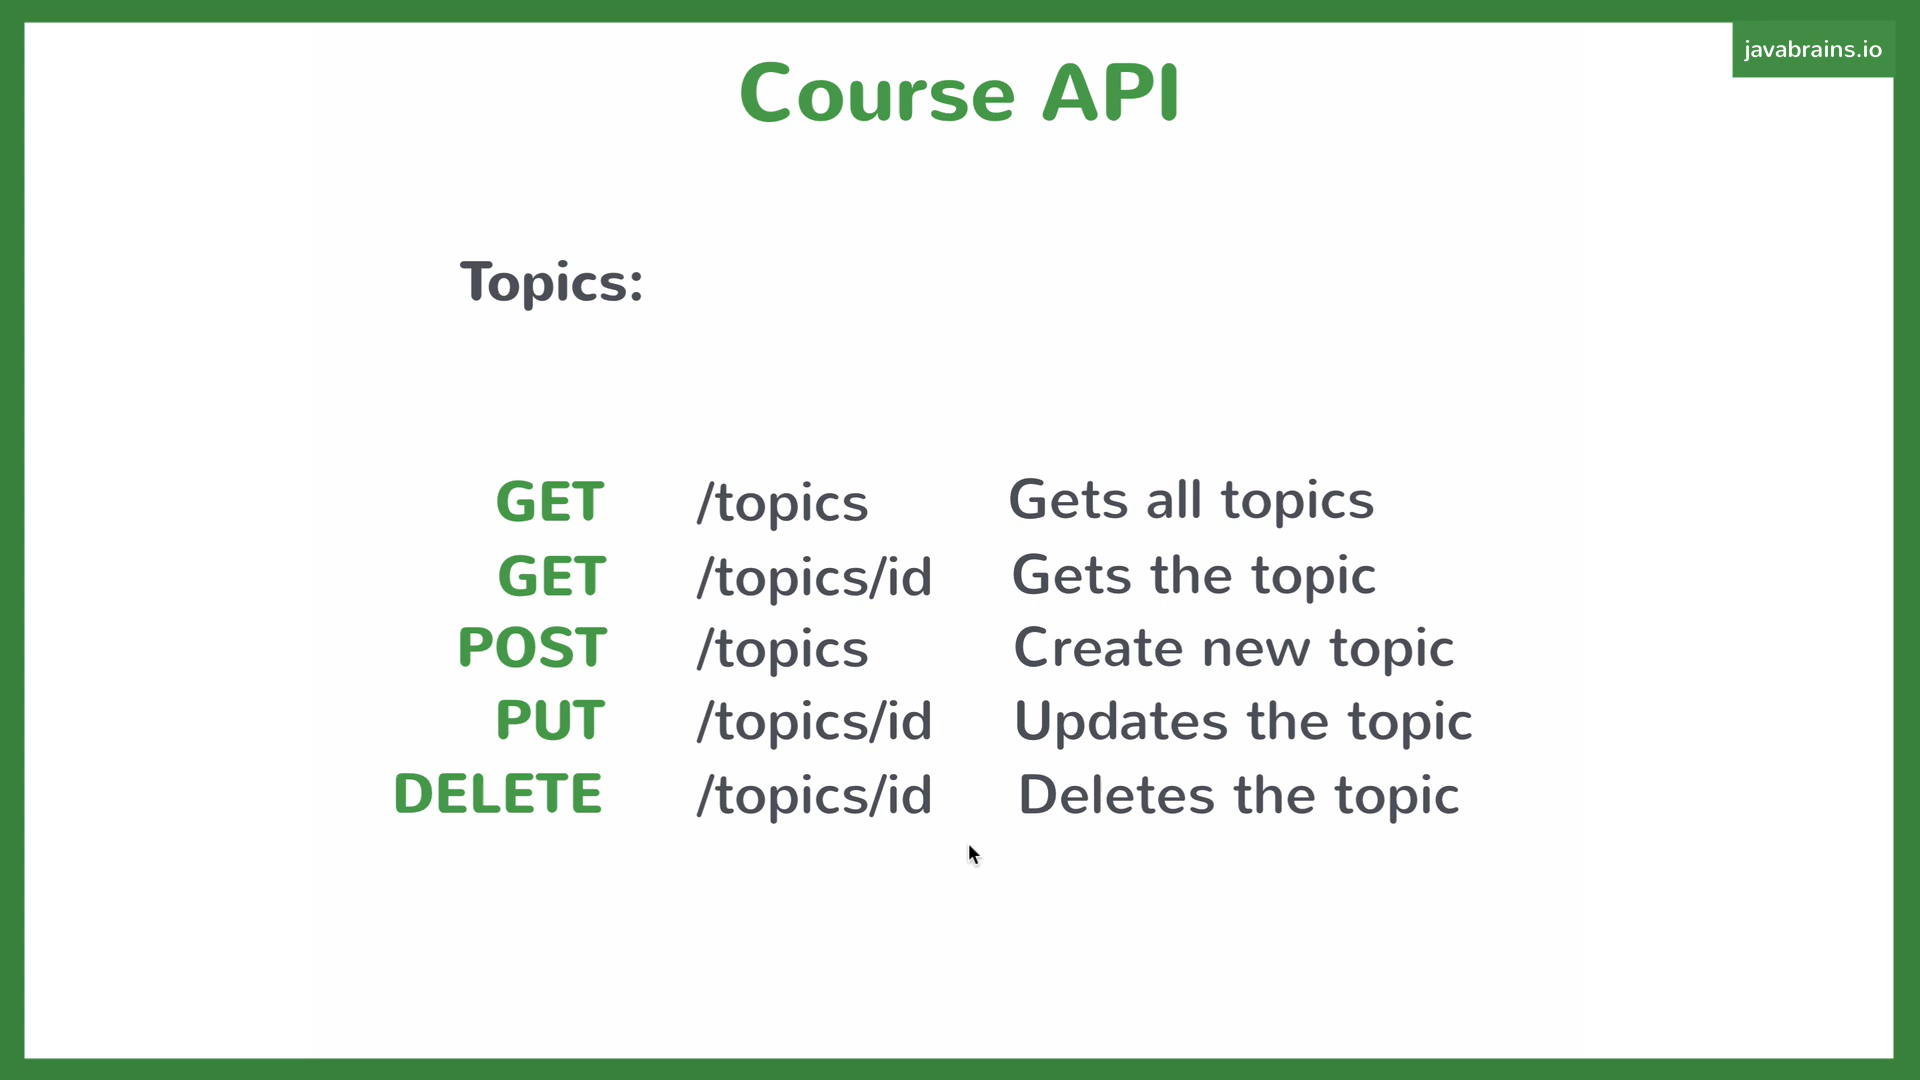 javabrains.io
Course API
Topics:
GET /topics Gets all topics
GET /topics/id Gets the topic
POST /topics Create new topic
PUT /topics/id Updates the topic
DELETE /topics/id Deletes the topic